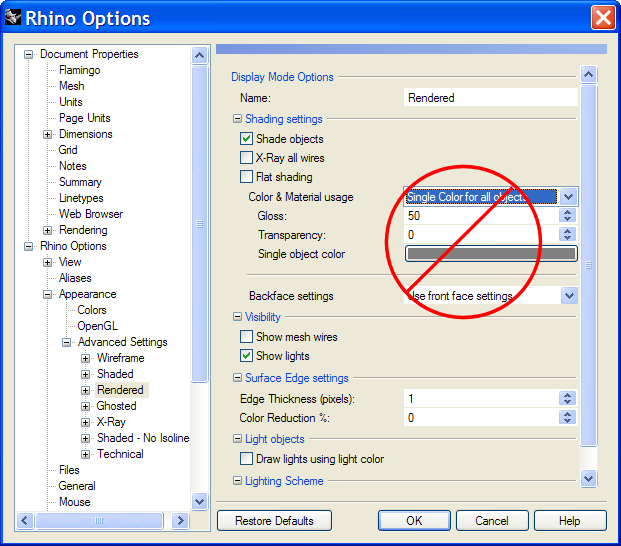 Rhino Options
Document Properties
Flamingo
Mesh
Units
Page Units
Dimensions
Grid
Notes
Summary
Linetypes
Web Browser
Rendering
Rhino Options
View
Aliases
Appearance
Colors
OpenGL
Advanced Settings
Wireframe
Shaded
Rendered
Ghosted
X-Ray
Shaded - No Isoline
Technical
Files
General
Mouse
Display Mode Options
Name: Rendered
Shading settings
Shade objects
X-Ray all wires
Flat shading
Color & Material usage Single Color for all objects
Gloss: 50
Transparency: 0
Single object color
Backface settings Use front face settings
Visibility
Show mesh wires
Show lights
Surface Edge settings
Edge Thickness (pixels): 1
Color Reduction %: 0
Light objects
Draw lights using light color
Lighting Scheme
Restore Defaults OK Cancel Help